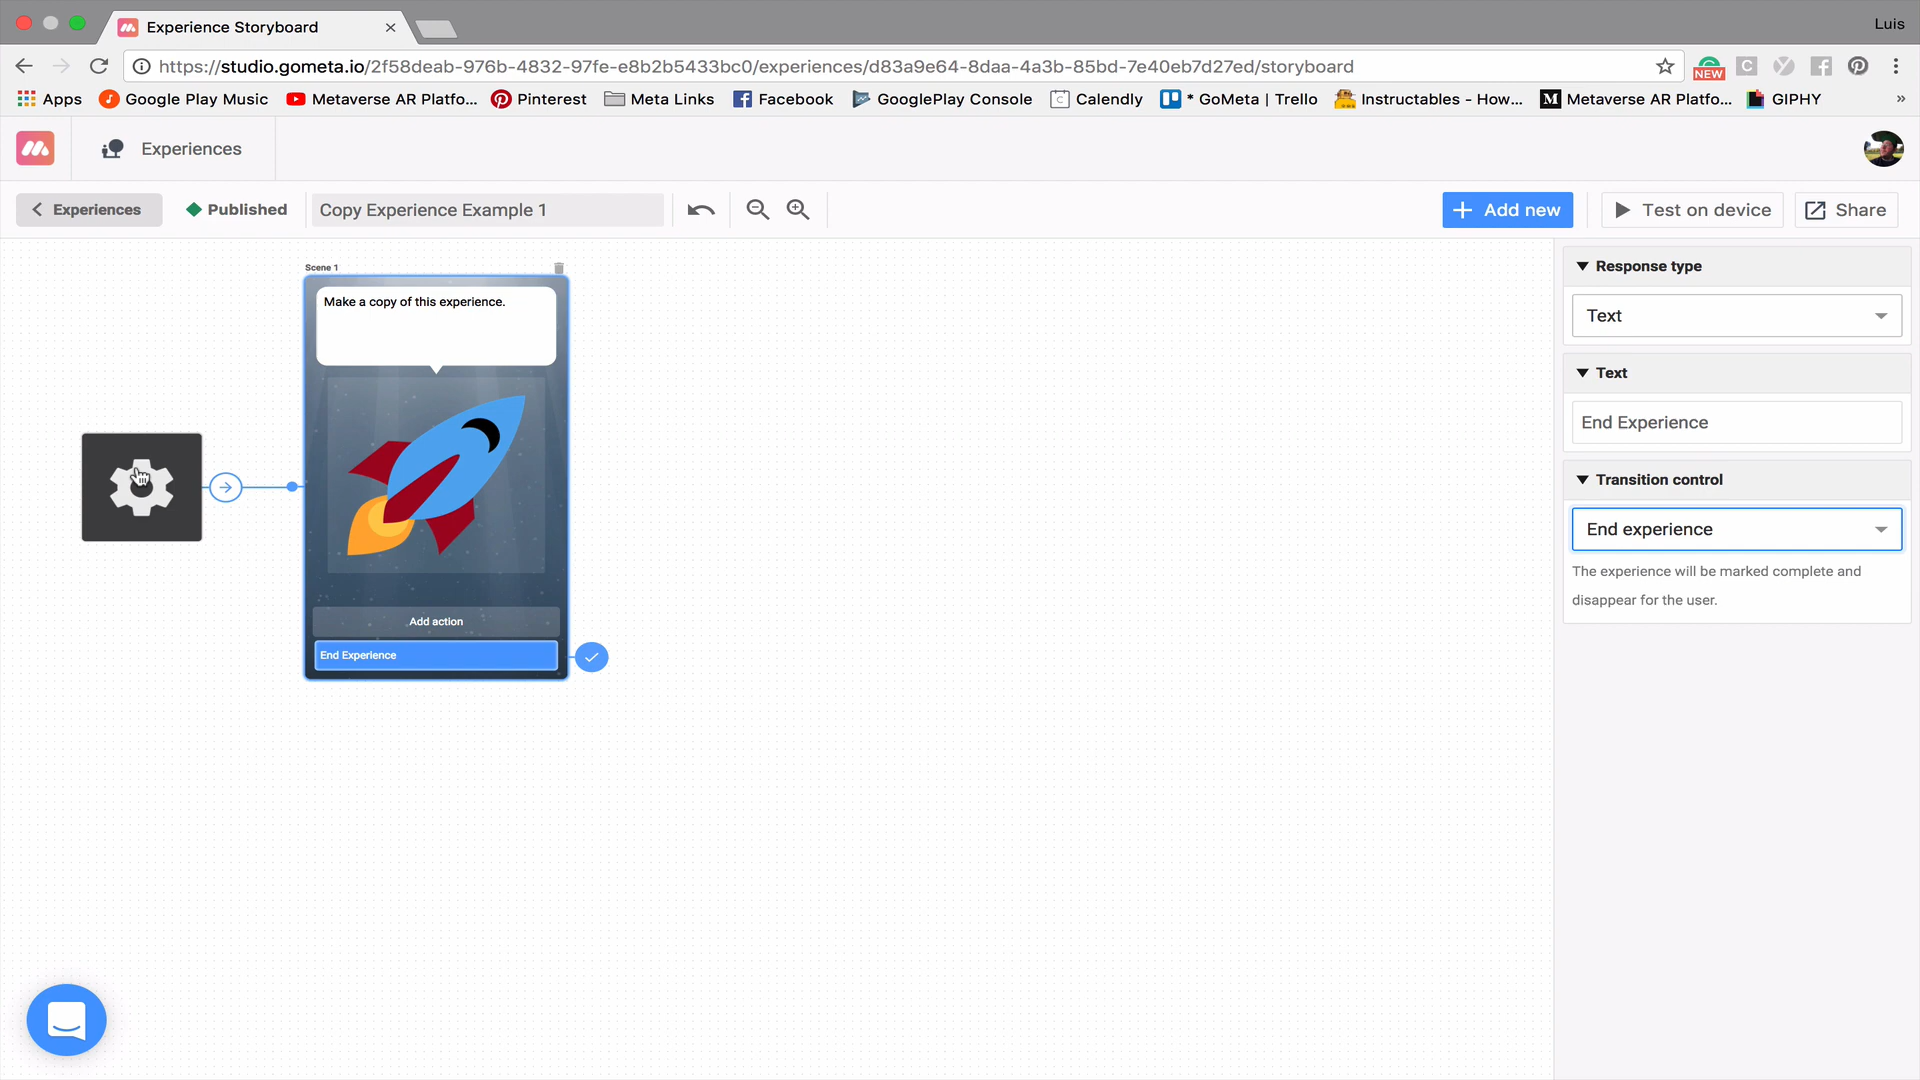 Experience Storyboard
Luis
https://studio.gometa.io/2f58deab-976b-4832-97fe-e8b2b5433bc0/experiences/d83a9e64-8daa-4a3b-85bd-7e40eb7d27ed/storyboard
NEW
Apps
Google Play Music
Metaverse AR Platfo...
Pinterest
Meta Links
Facebook
GooglePlay Console
Calendly
* GoMeta | Trello
Instructables - How...
Metaverse AR Platfo...
GIPHY
»
Experiences
Experiences
Published
Copy Experience Example 1
Add new
Test on device
Share
Scene 1
Make a copy of this experience.
Add action
End Experience
Response type
Text
Text
End Experience
Transition control
End experience
The experience will be marked complete and
disappear for the user.